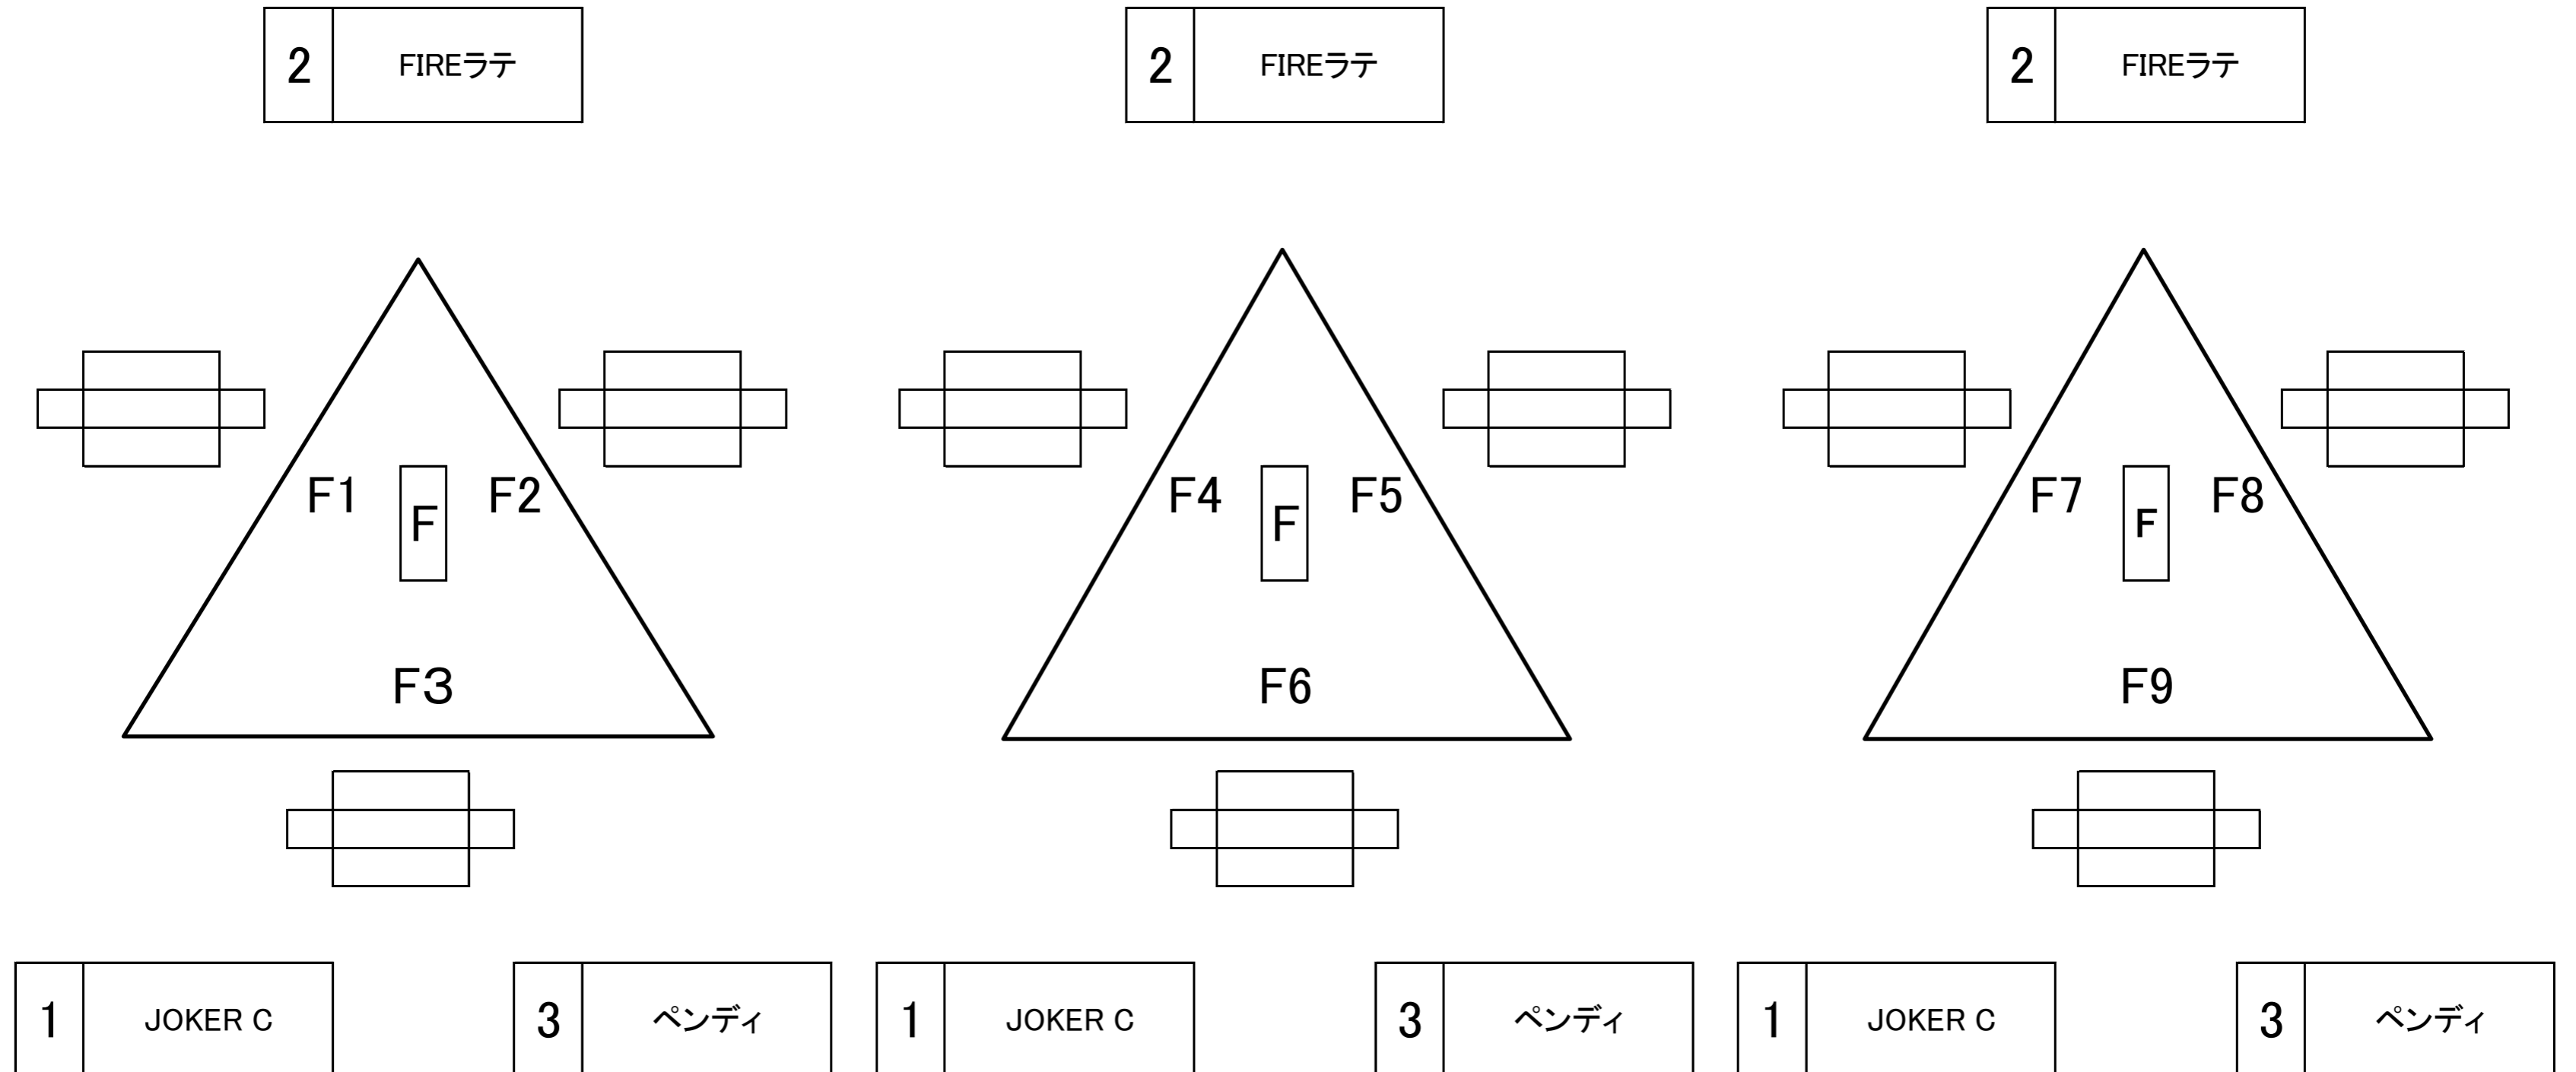 2 FIREラテ 2 FIREラテ 2 FIREラテ
F1 F F2 F4 F F5 F7 F F8
F3 F6 F9
1 JOKER C 3 ペンディ 1 JOKER C 3 ペンディ 1 JOKER C 3 ペンディ